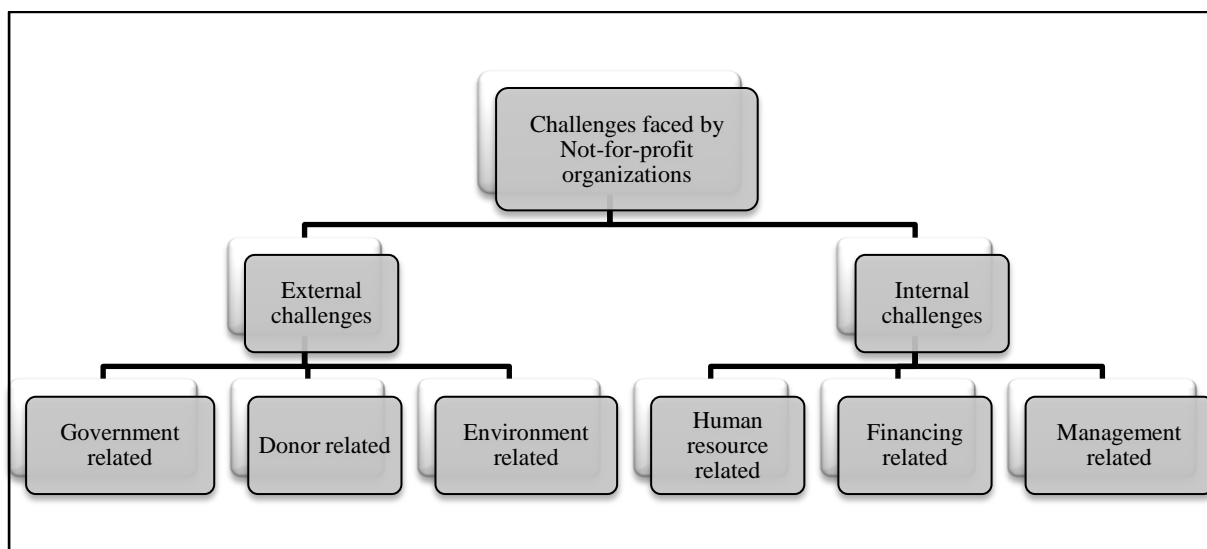 Challenges faced by
Not-for-profit
organizations
External
challenges
Internal
challenges
Government
related
Donor related
Environment
related
Human
resource
related
Financing
related
Management
related